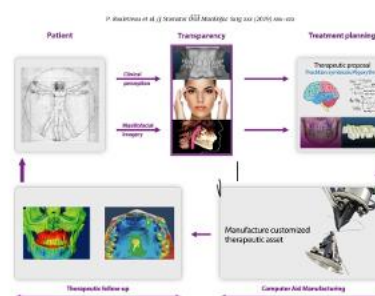 Patient
Transparency
Treatment planning
Clinical
perception
Maxillofacial
imagery
Therapeutic proposal
Manufacture customized
therapeutic asset
Therapeutic follow up
Computer Aid Manufacturing